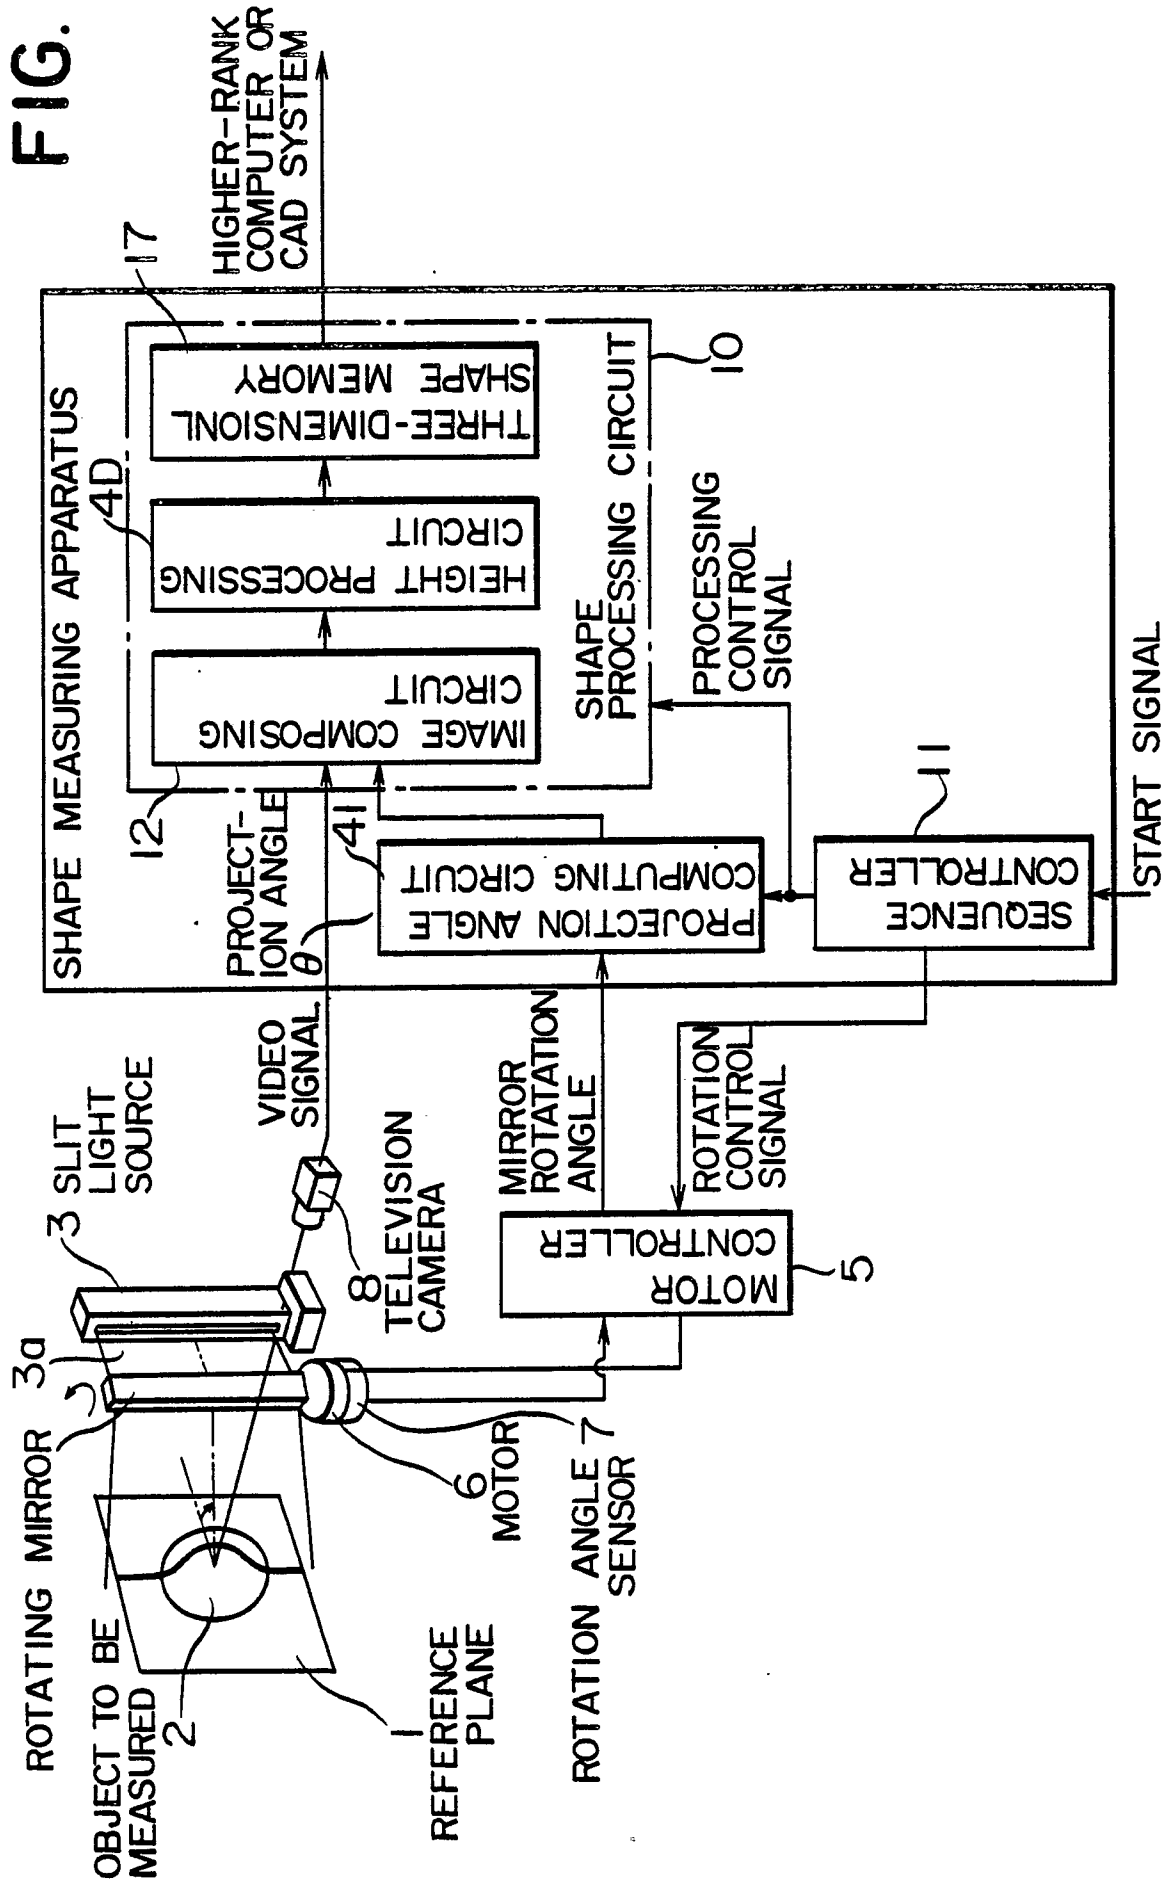 FIG.
SHAPE MEASURING APPARATUS
HIGHER-RANK
COMPUTER OR
CAD SYSTEM
17
4D
12
THREE-DIMENSIONL
SHAPE MEMORY
HEIGHT PROCESSING
CIRCUIT
IMAGE COMPOSING
CIRCUIT
SHAPE
PROCESSING CIRCUIT
10
PROJECT-
ION ANGLE
θ
41
PROJECTION ANGLE
COMPUTING CIRCUIT
PROCESSING
CONTROL
SIGNAL
SEQUENCE
CONTROLLER
11
START SIGNAL
VIDEO
SIGNAL
MIRROR
ROTATATION
ANGLE
ROTATION
CONTROL
SIGNAL
MOTOR
CONTROLLER
5
SLIT
LIGHT
SOURCE
3
3a
8
TELEVISION
CAMERA
ROTATING MIRROR
6
MOTOR
7
ROTATION ANGLE
SENSOR
OBJECT TO BE
MEASURED
2
1
REFERENCE
PLANE